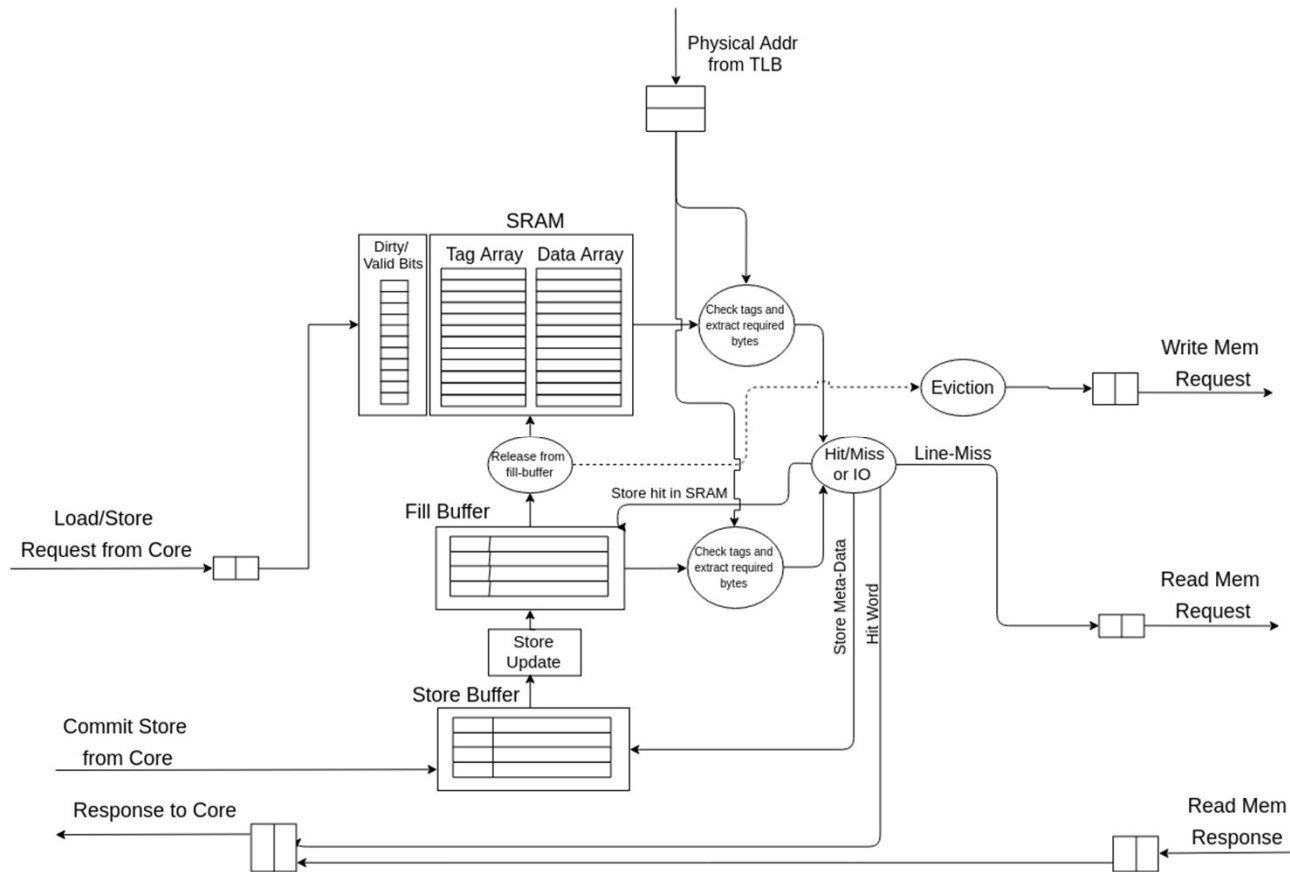 Physical Addr
from TLB
SRAM
Dirty/
Valid Bits
Tag Array
Data Array
Check tags and
extract required
bytes
Write Mem
Request
Eviction
Release from
fill-buffer
Hit/Miss
or IO
Line-Miss
Store hit in SRAM
Load/Store
Request from Core
Fill Buffer
Check tags and
extract required
bytes
Store Meta-Data
Hit Word
Read Mem
Request
Store
Update
Store Buffer
Commit Store
from Core
Response to Core
Read Mem
Response